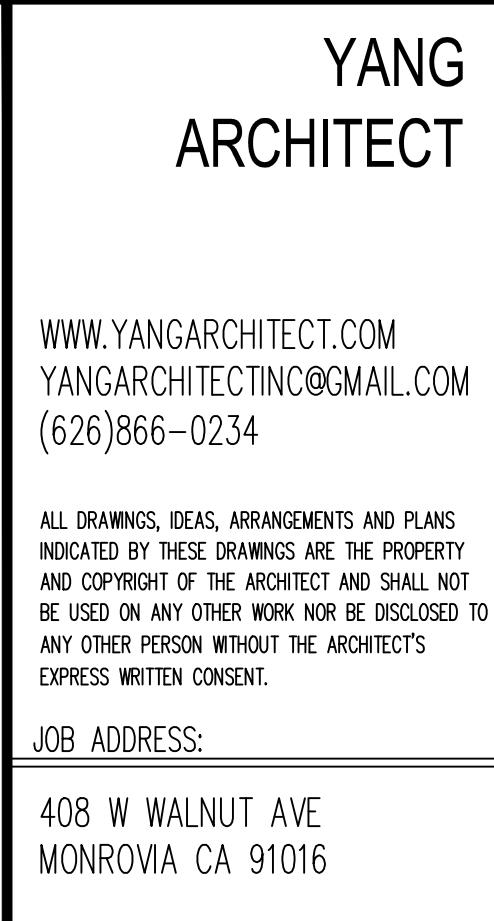 YANG
ARCHITECT
WWW.YANGARCHITECT.COM
YANGARCHITECTINC@GMAIL.COM
(626)866-0234
ALL DRAWINGS, IDEAS, ARRANGEMENTS AND PLANS
INDICATED BY THESE DRAWINGS ARE THE PROPERTY
AND COPYRIGHT OF THE ARCHITECT AND SHALL NOT
BE USED ON ANY OTHER WORK NOR BE DISCLOSED TO
ANY OTHER PERSON WITHOUT THE ARCHITECT'S
EXPRESS WRITTEN CONSENT.
JOB ADDRESS:
408 W WALNUT AVE
MONROVIA CA 91016